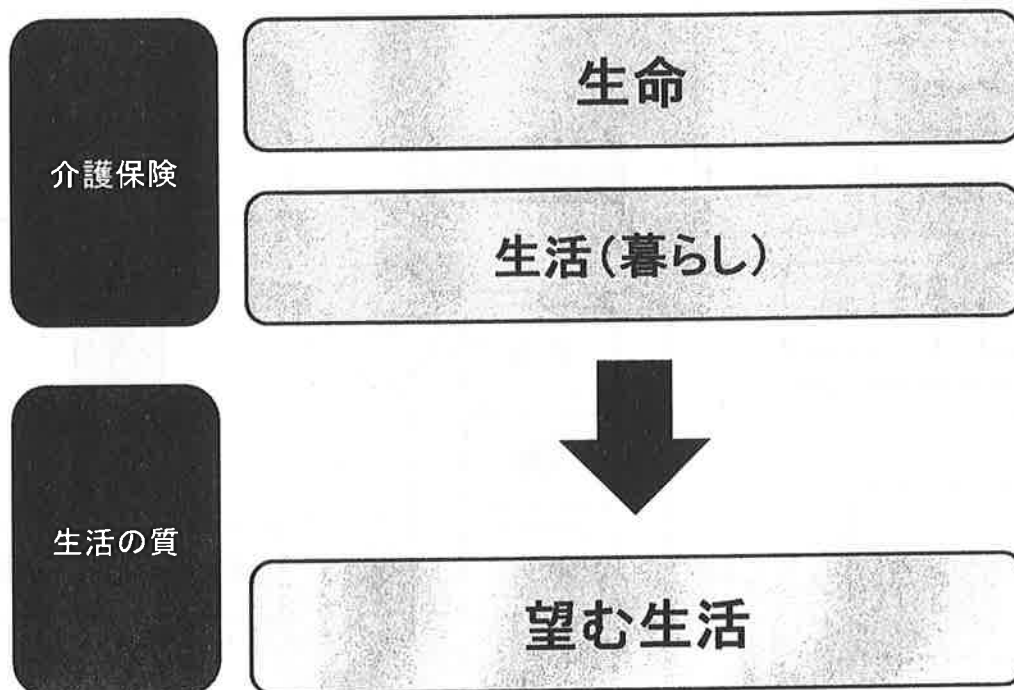 介護保険
生命
生活(暮らし)
生活の質
望む生活